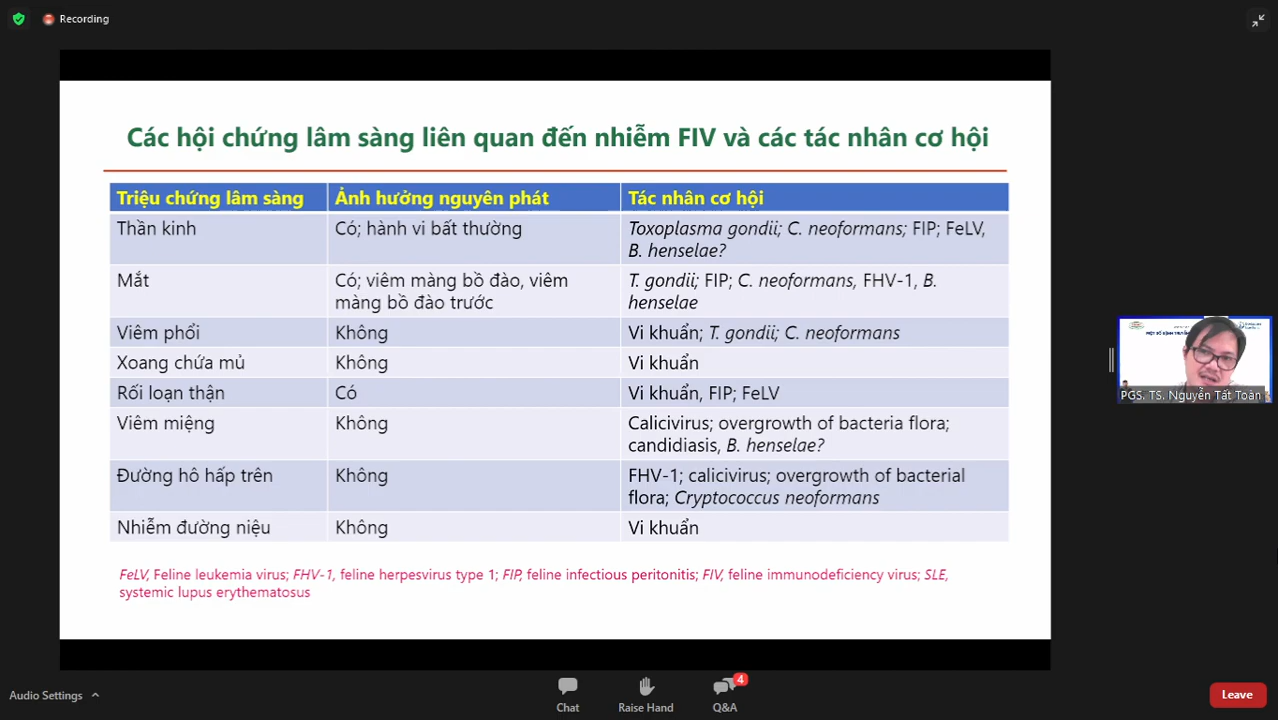 Recording
Các hội chứng lâm sàng liên quan đến nhiễm FIV và các tác nhân cơ hội
Triệu chứng lâm sàng
Ảnh hưởng nguyên phát
Tác nhân cơ hội
Thần kinh
Có; hành vi bất thường
Toxoplasma gondii; C. neoformans; FIP; FeLV,
B. henselae?
Mắt
Có; viêm màng bồ đào, viêm
màng bồ đào trước
T. gondii; FIP; C. neoformans, FHV-1, B.
henselae
Viêm phổi
Không
Vi khuẩn; T. gondii; C. neoformans
Xoang chứa mủ
Không
Vi khuẩn
Rối loạn thận
Có
Vi khuẩn, FIP; FeLV
Viêm miệng
Không
Calicivirus; overgrowth of bacteria flora;
candidiasis, B. henselae?
Đường hô hấp trên
Không
FHV-1; calicivirus; overgrowth of bacterial
flora; Cryptococcus neoformans
Nhiễm đường niệu
Không
Vi khuẩn
FeLV, Feline leukemia virus; FHV-1, feline herpesvirus type 1; FIP, feline infectious peritonitis; FIV, feline immunodeficiency virus; SLE,
systemic lupus erythematosus
PGS. TS. Nguyễn Tất Toàn
Audio Settings
Chat
Raise Hand
4
Q&A
Leave